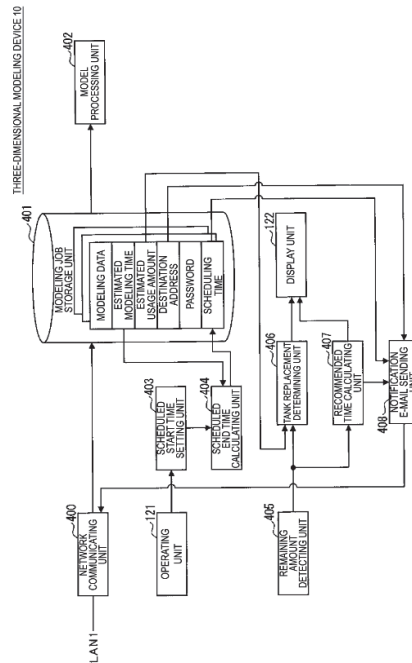 THREE-DIMENSIONAL MODELING DEVICE 10
LAN1
400
NETWORK
COMMUNICATING
UNIT
401
MODELING JOB
STORAGE UNIT
MODELING DATA
ESTIMATED
MODELING TIME
ESTIMATED
USAGE AMOUNT
DESTINATION
ADDRESS
PASSWORD
SCHEDULING
TIME
402
MODEL
PROCESSING UNIT
121
OPERATING
UNIT
403
SCHEDULED
START TIME
SETTING UNIT
404
SCHEDULED
END TIME
CALCULATING UNIT
405
REMAINING
AMOUNT
DETECTING UNIT
406
TANK REPLACEMENT
DETERMINING UNIT
122
DISPLAY UNIT
407
RECOMMENDED
TIME CALCULATING
UNIT
408
NOTIFICATION
E-MAIL SENDING
UNIT